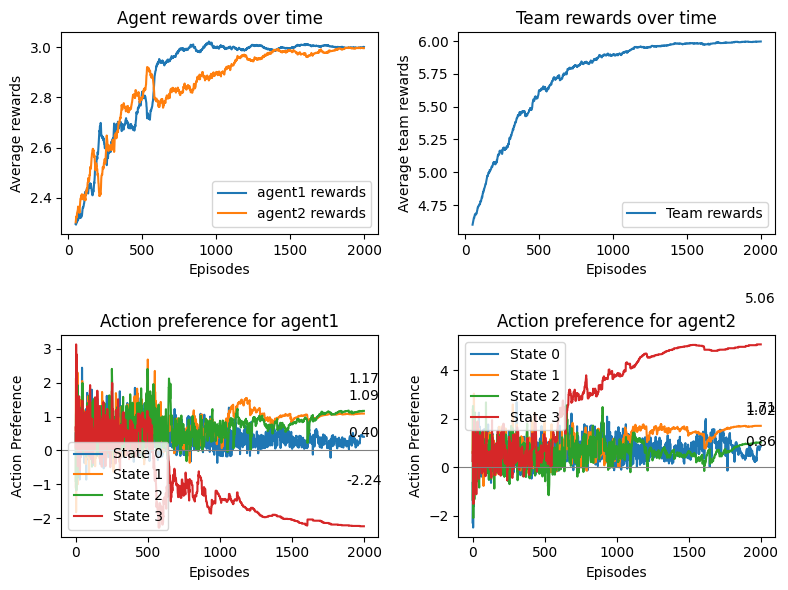 Agent rewards over time
Average rewards
3.0
2.8
2.6
2.4
agent1 rewards
agent2 rewards
0
500
1000
1500
2000
Episodes
Team rewards over time
Average team rewards
6.00
5.75
5.50
5.25
5.00
4.75
Team rewards
0
500
1000
1500
2000
Episodes
Action preference for agent1
Action Preference
3
2
1
0
−1
−2
1.17
1.09
0.40
-2.24
State 0
State 1
State 2
State 3
0
500
1000
1500
2000
Episodes
5.06
Action preference for agent2
Action Preference
4
2
0
−2
State 0
State 1
State 2
State 3
1.71
1.02
0.86
0
500
1000
1500
2000
Episodes